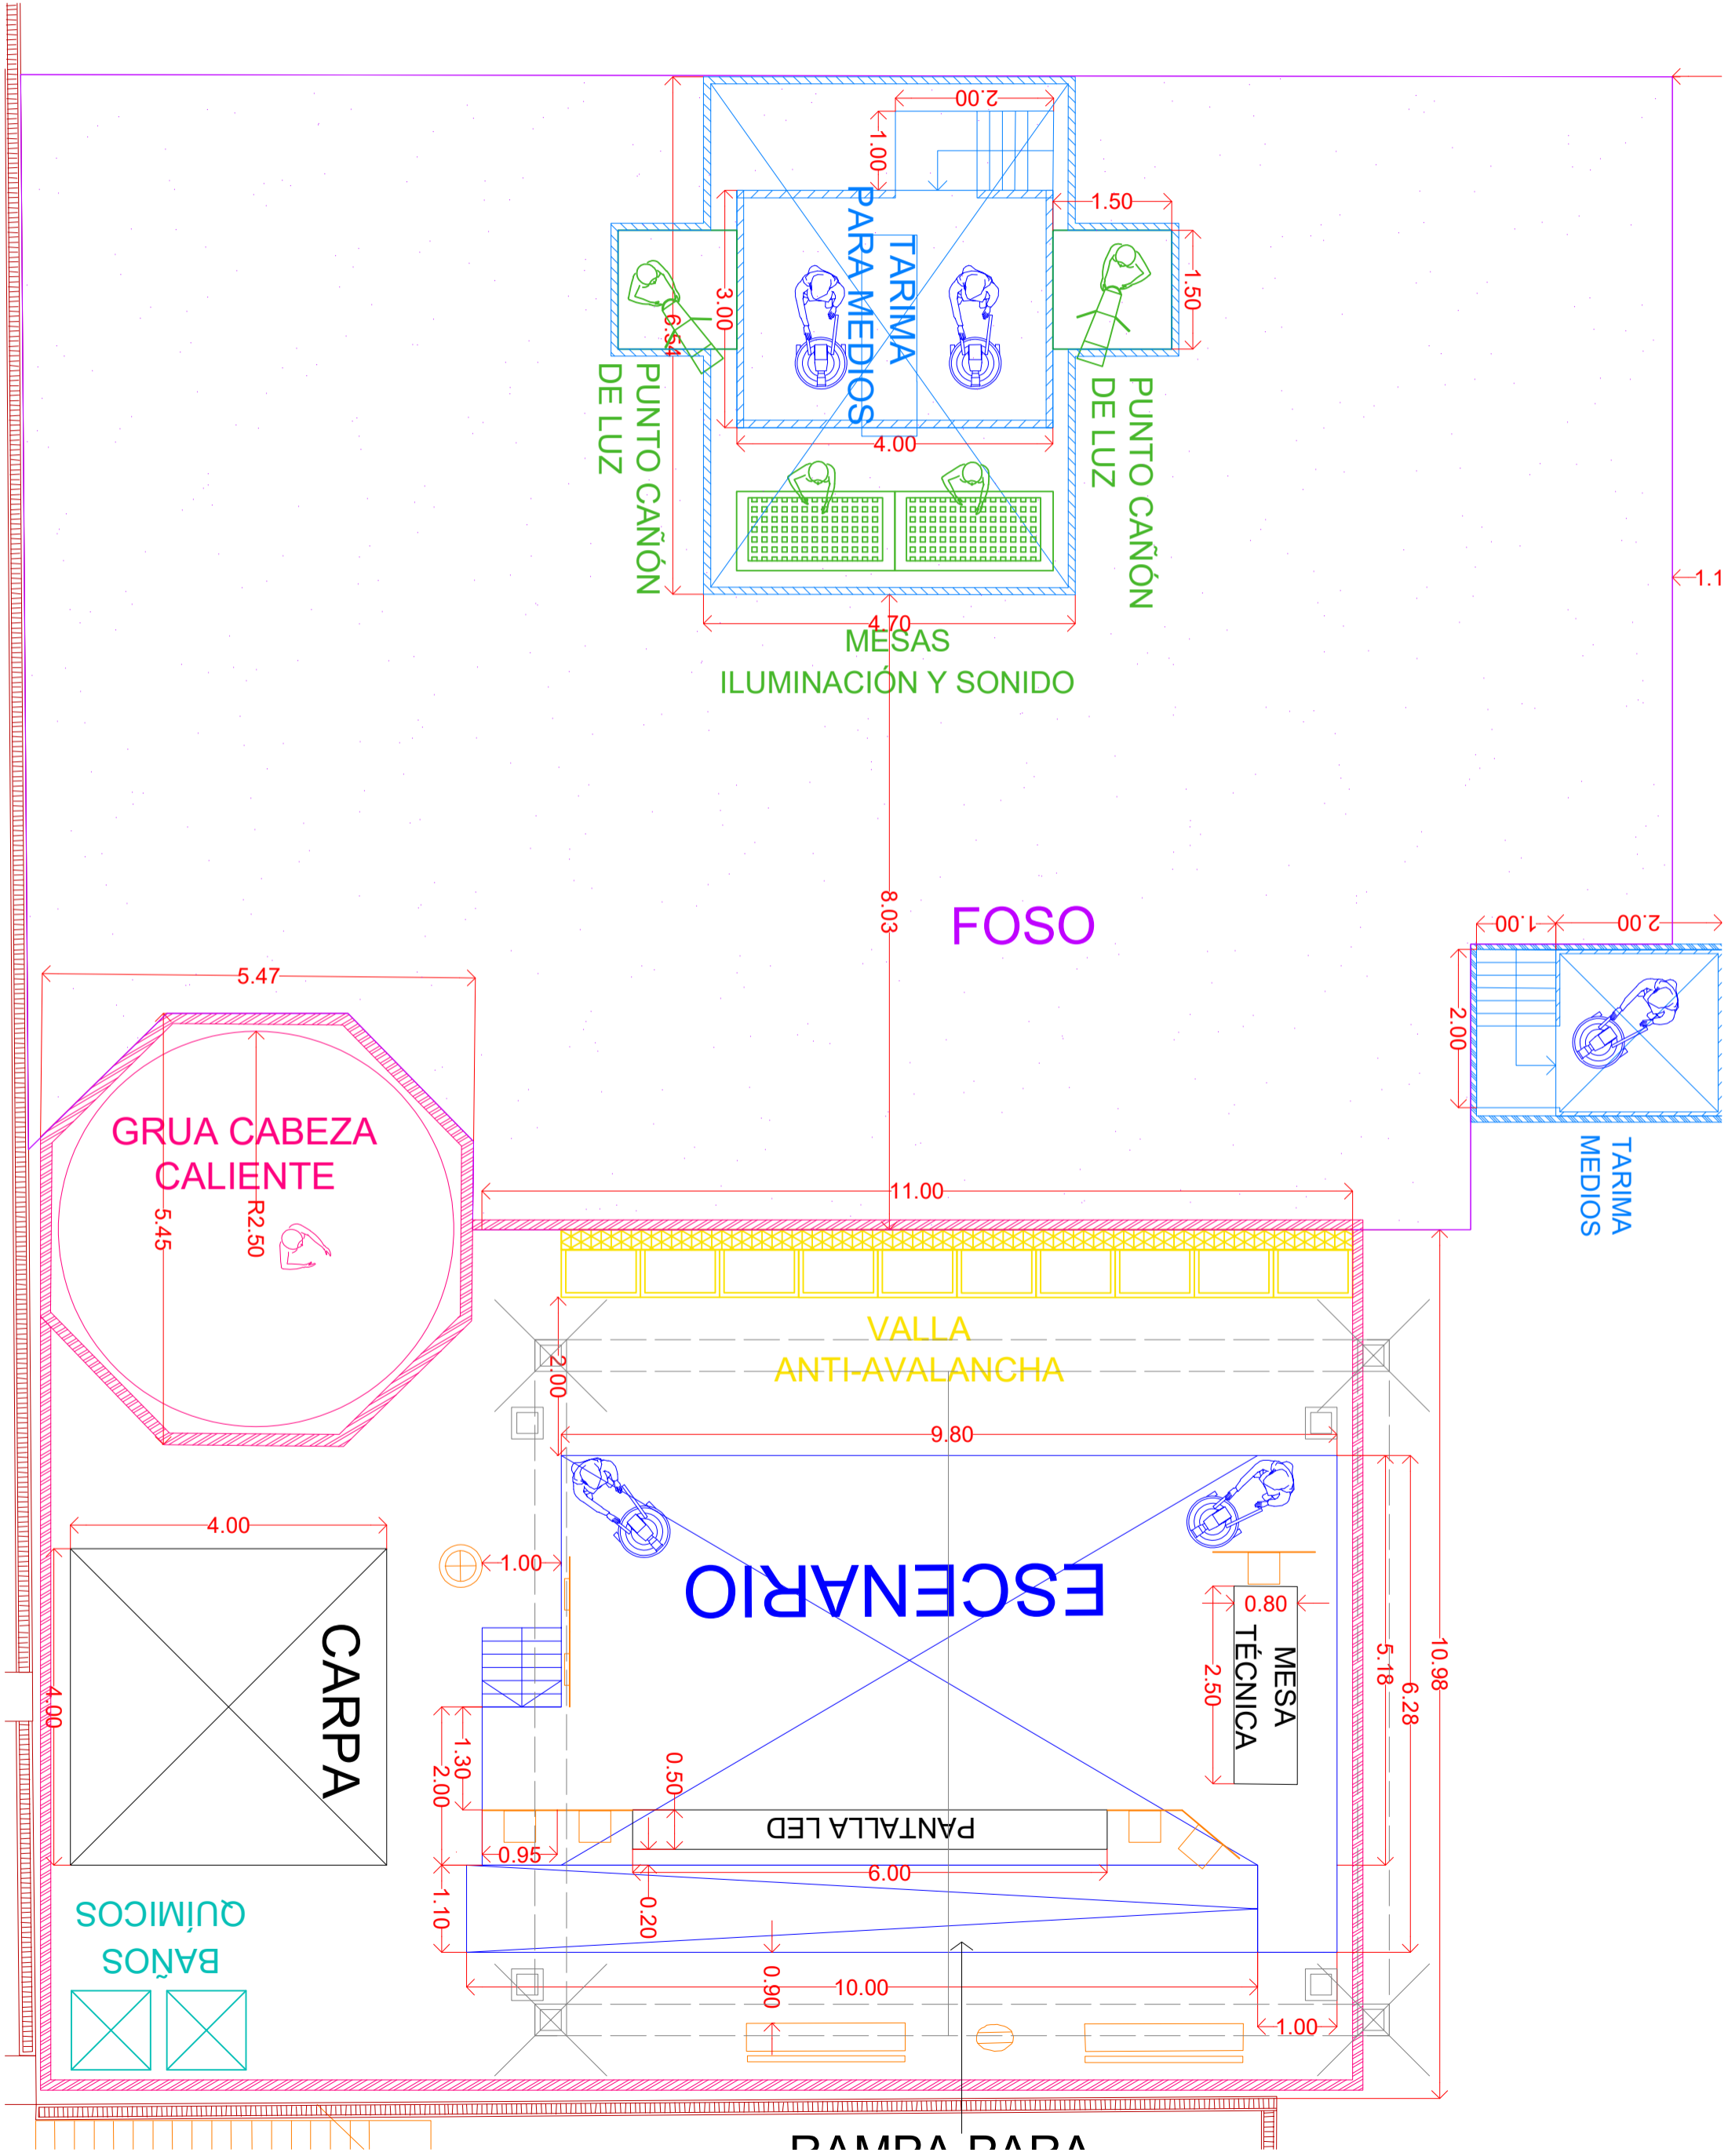 2.00
1.00
1.50
1.50
TARIMA
PARA MEDIOS
3.00
6.54
4.00
PUNTO CAÑÓN
DE LUZ
PUNTO CAÑÓN
DE LUZ
4.70
MESAS
ILUMINACIÓN Y SONIDO
1.1
8.03
FOSO
1.00
2.00
2.00
TARIMA
MEDIOS
5.47
GRUA CABEZA
CALIENTE
5.45
R2.50
11.00
VALLA
ANTI-AVALANCHA
2.00
9.80
4.00
1.00
ESCENARIO
0.80
MESA
TÉCNICA
2.50
5.18
6.28
10.98
CARPA
4.00
1.30
2.00
0.50
PANTALLA LED
0.95
6.00
1.10
0.20
BAÑOS
QUÍMICOS
0.90
10.00
1.00
RAMPA PARA